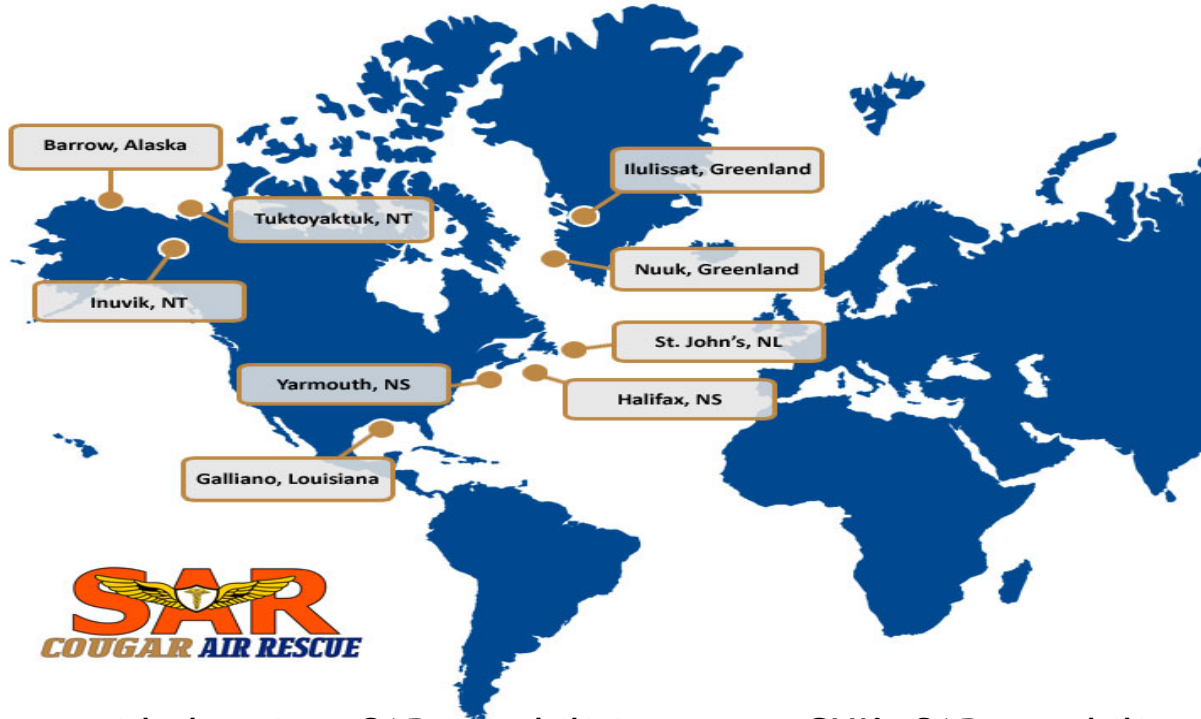 Barrow, Alaska
Ilulissat, Greenland
Tuktoyaktuk, NT
Nuuk, Greenland
Inuvik, NT
St. John's, NL
Yarmouth, NS
Halifax, NS
Galliano, Louisiana
SAR
COUGAR AIR RESCUE